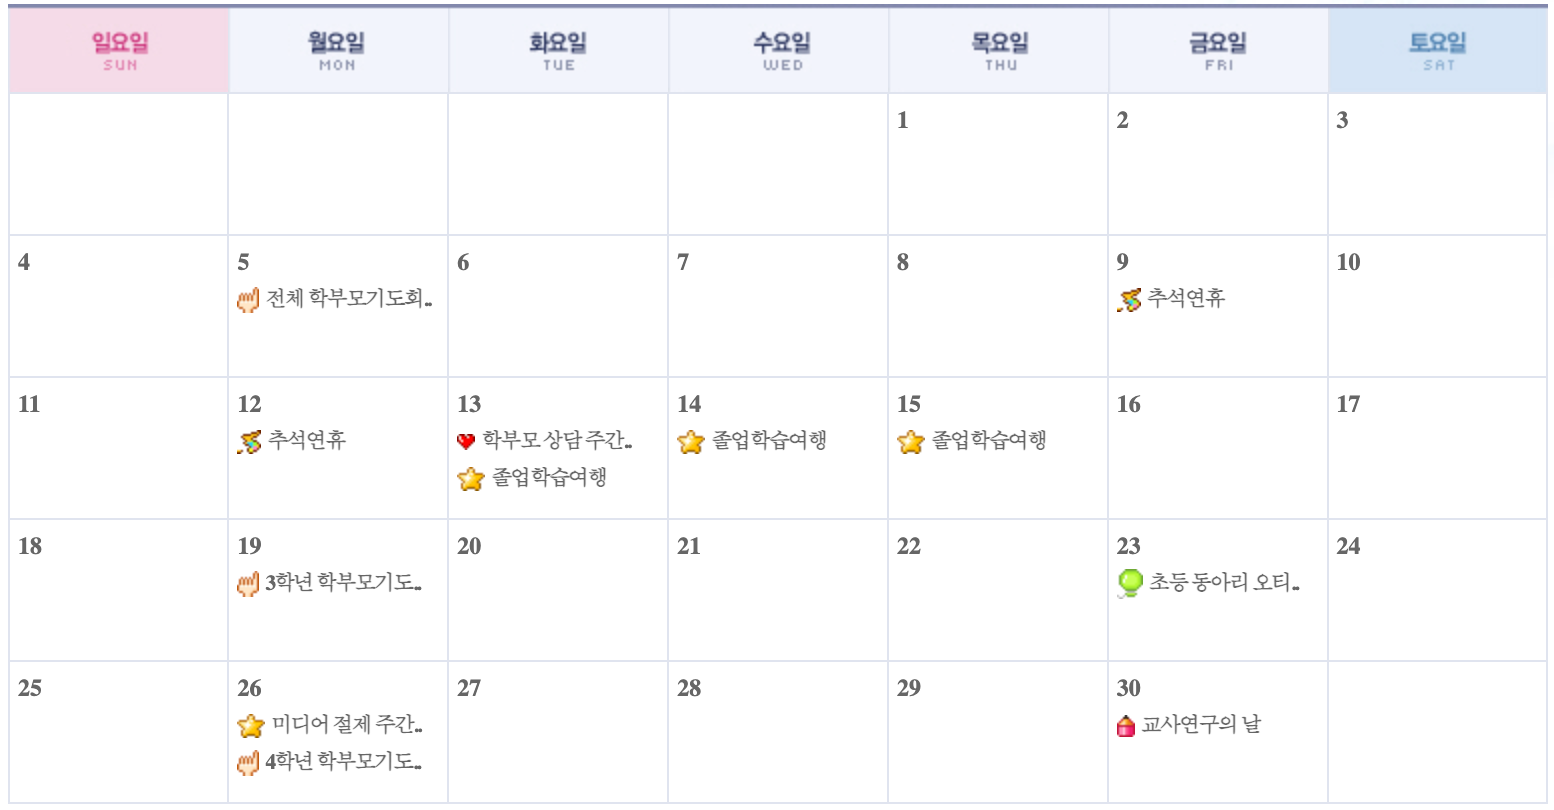 일요일 월요일 화요일 수요일 목요일 금요일 토요일
SUN MON TUE WED THU FRI SAT
1 2 3
4 5 6 7 8 9 10
전체 학부모기도회.. 추석연휴
11 12 13 14 15 16 17
추석연휴 학부모 상담 주간.. 졸업학습여행 졸업학습여행
졸업학습여행
18 19 20 21 22 23 24
3학년 학부모기도.. 초등 동아리 오티..
25 26 27 28 29 30
미디어 절제 주간.. 교사연구의 날
4학년 학부모기도..